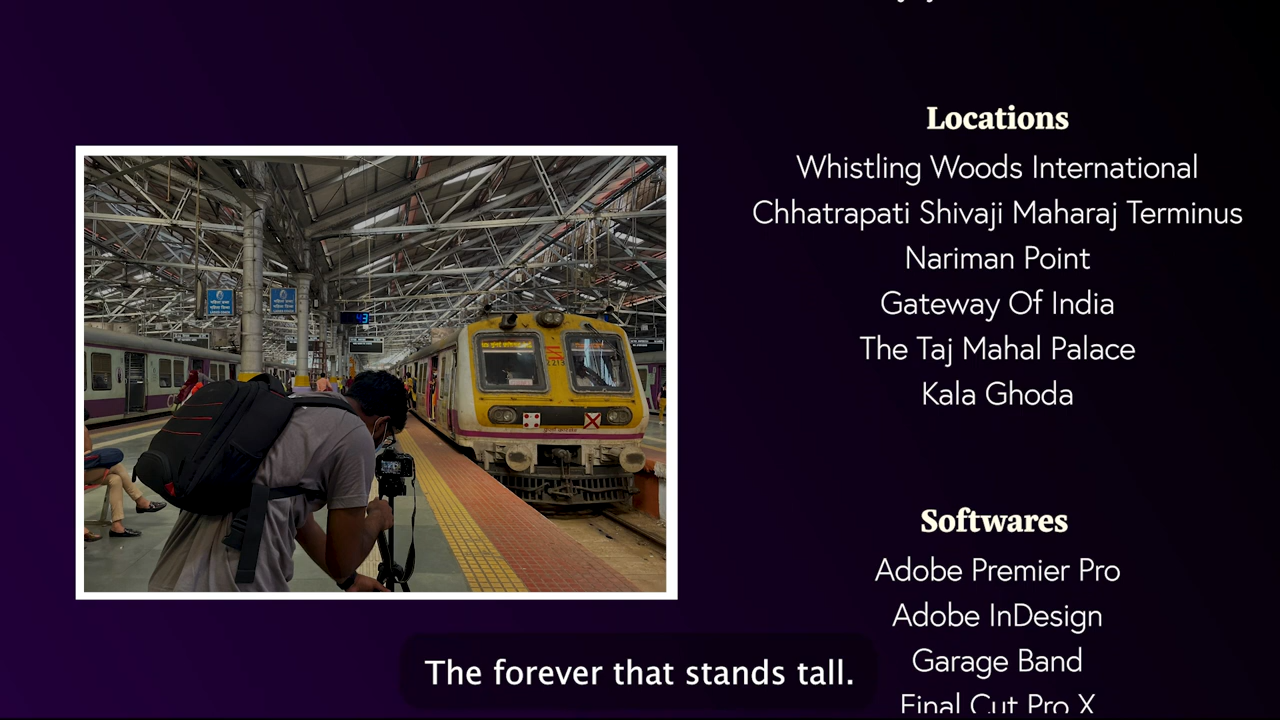 Locations
Whistling Woods International
Chhatrapati Shivaji Maharaj Terminus
Nariman Point
Gateway Of India
The Taj Mahal Palace
Kala Ghoda
Softwares
Adobe Premier Pro
Adobe InDesign
Garage Band
Final Cut Pro X
The forever that stands tall.